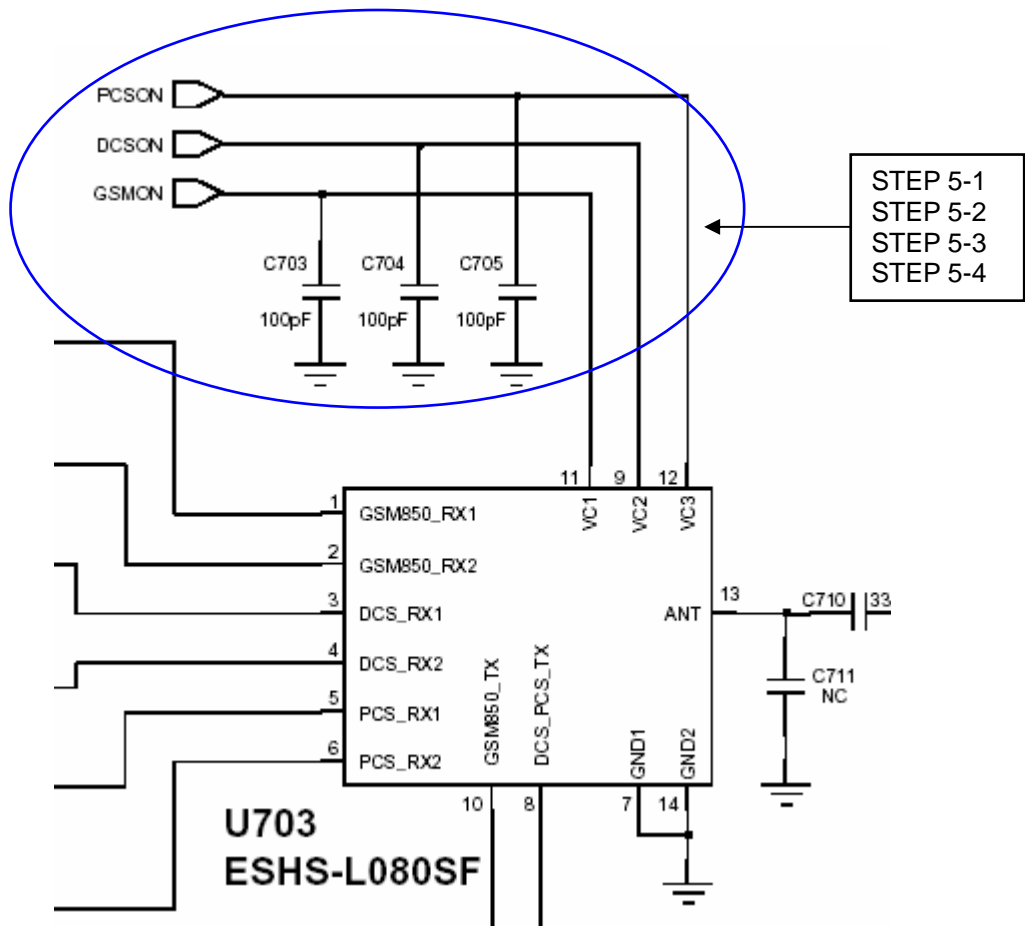 PCSON
DCSON
GSMON
STEP 5-1
STEP 5-2
STEP 5-3
STEP 5-4
C703
C704
C705
100pF
100pF
100pF
11
9
12
VC1
VC2
VC3
1
GSM850_RX1
2
GSM850_RX2
3
DCS_RX1
4
DCS_RX2
5
PCS_RX1
6
PCS_RX2
GSM850_TX
DCS_PCS_TX
GND1
GND2
ANT
13
C710
33
C711
NC
10
8
7
14
U703
ESHS-L080SF